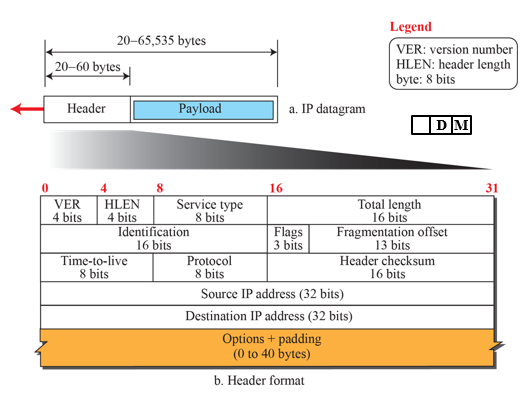 Legend
VER: version number
HLEN: header length
byte: 8 bits
20–65,535 bytes
20–60 bytes
Header
Payload
a. IP datagram
D M
0 4 8 16 31
VER
4 bits
HLEN
4 bits
Service type
8 bits
Total length
16 bits
Identification
16 bits
Flags
3 bits
Fragmentation offset
13 bits
Time-to-live
8 bits
Protocol
8 bits
Header checksum
16 bits
Source IP address (32 bits)
Destination IP address (32 bits)
Options + padding
(0 to 40 bytes)
b. Header format